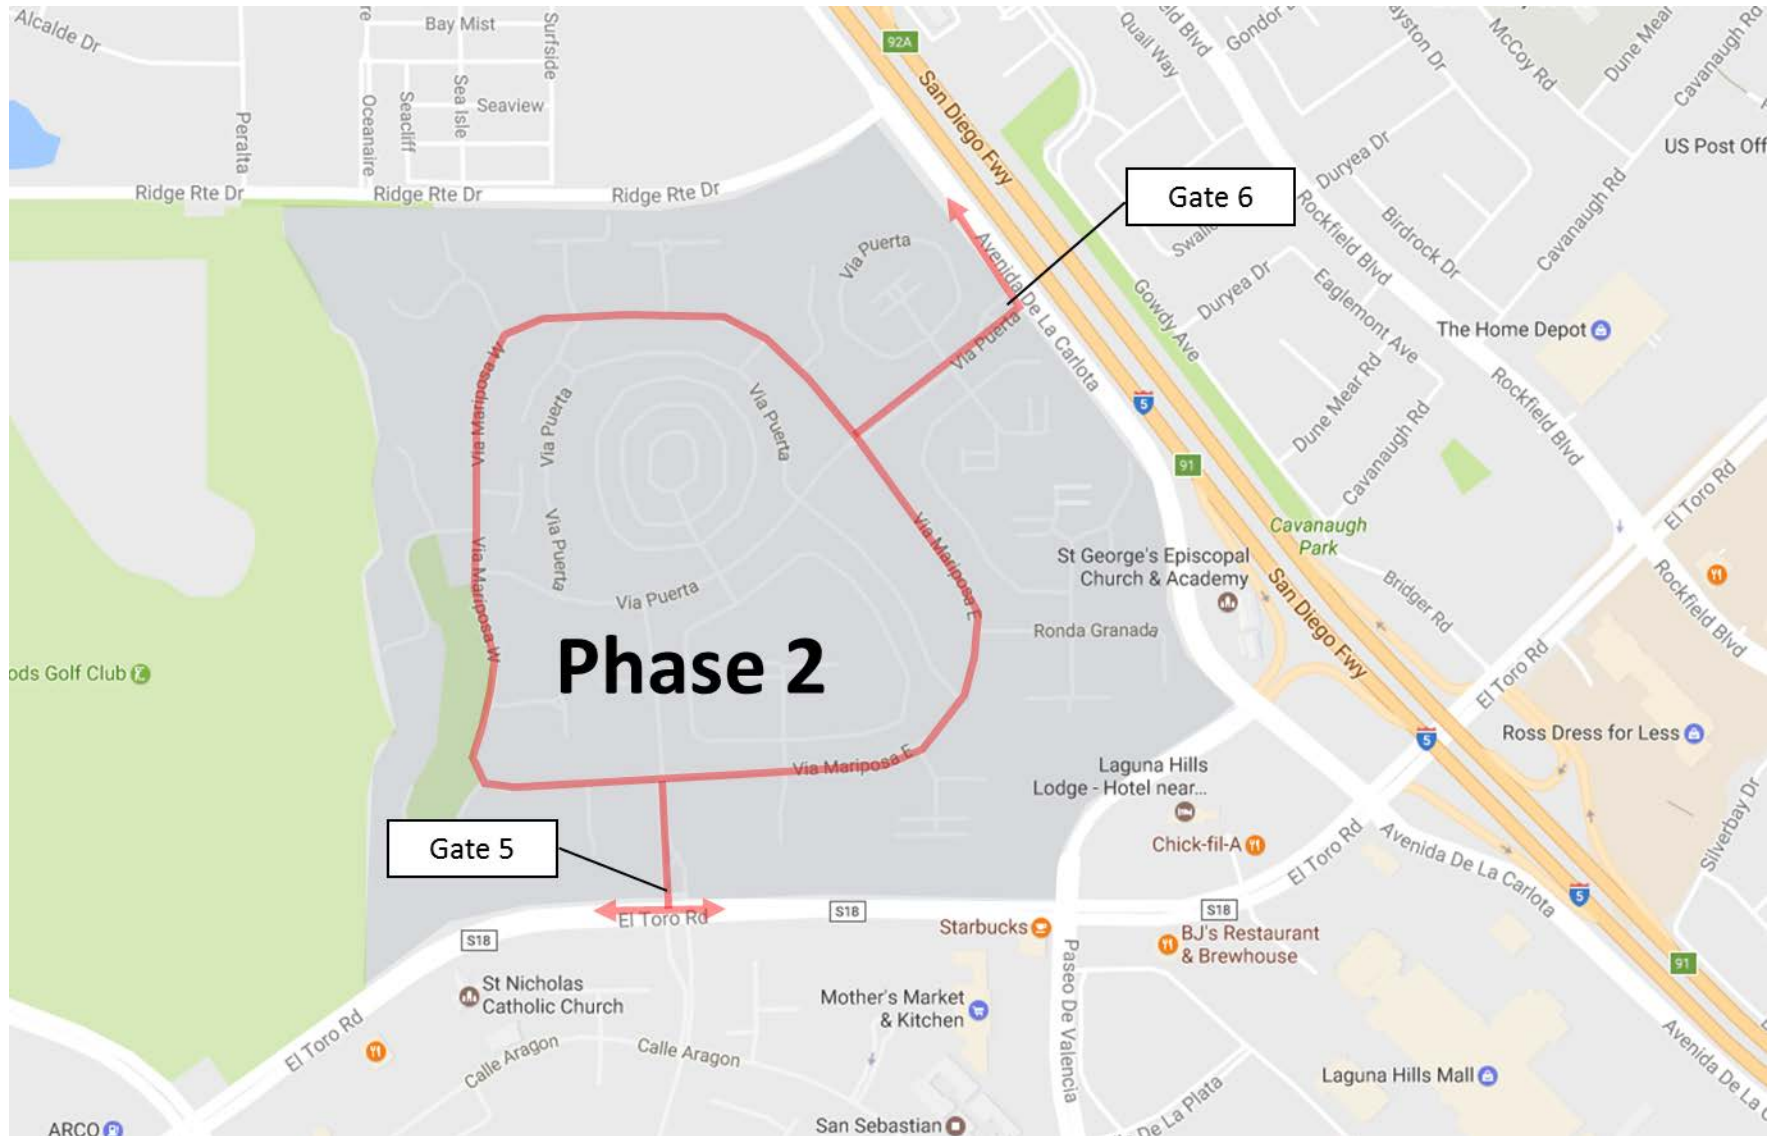 Alcalde Dr
Bay Mist
Surfside
Sea Isle
Seaview
Seacliff
Oceanaire
Peralta
92A
San Diego Fwy
Quail Way
McCoy Rd
Dune Mear
Cavanaugh Rd
US Post Off
Ridge Rte Dr
Ridge Rte Dr
Ridge Rte Dr
Gate 6
Duryea Dr
Rockfield Blvd
Birdrock Dr
Cavanaugh Rd
Via Puerta
Avenida De La Carlota
Gowdy Ave
Duryea Dr
Eaglemont Ave
The Home Depot
Via Puerta
Via Mariposa W
Via Puerta
Via Puerta
5
Dune Mear Rd
Cavanaugh Rd
Rockfield Blvd
91
El Toro Rd
Via Mariposa W
Via Puerta
Via Mariposa E
Cavanaugh
Park
St George's Episcopal
Church & Academy
San Diego Fwy
Bridger Rd
Rockfield Blvd
Via Puerta
Ronda Granada
Phase 2
ods Golf Club
El Toro Rd
Ross Dress for Less
5
Via Mariposa E
Laguna Hills
Lodge - Hotel near...
Chick-fil-A
Gate 5
El Toro Rd
Avenida De La Carlota
Silverbay Dr
5
El Toro Rd
S18
S18
S18
Starbucks
BJ's Restaurant
& Brewhouse
91
St Nicholas
Catholic Church
Mother's Market
& Kitchen
Paseo De Valencia
El Toro Rd
Calle Aragon
Calle Aragon
Laguna Hills Mall
Avenida De La C
De La Plata
San Sebastian
ARCO